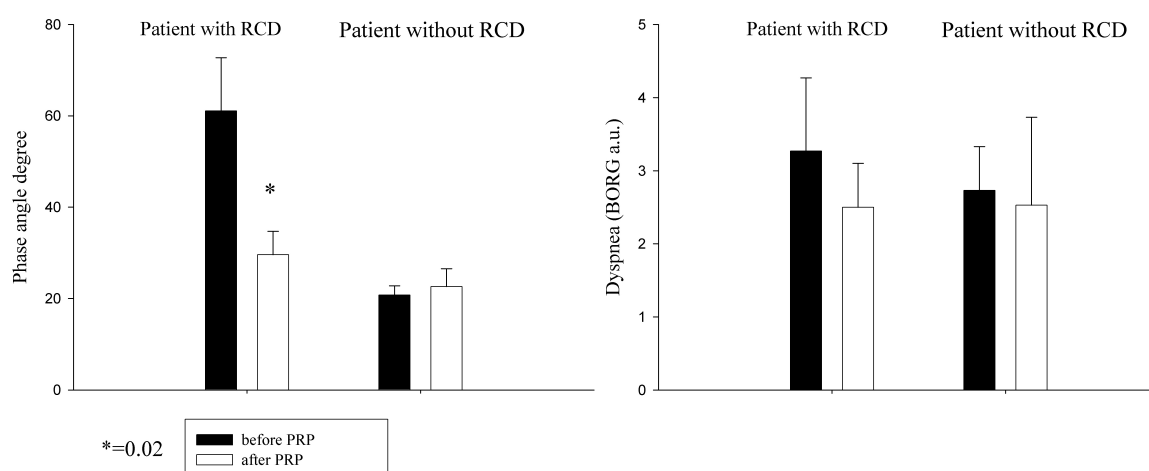 Patient with RCD
Patient without RCD
80
60
40
20
0
Phase angle degree
*
*=0.02
before PRP
after PRP
Patient with RCD
Patient without RCD
5
4
3
2
1
0
Dyspnea (BORG a.u.)